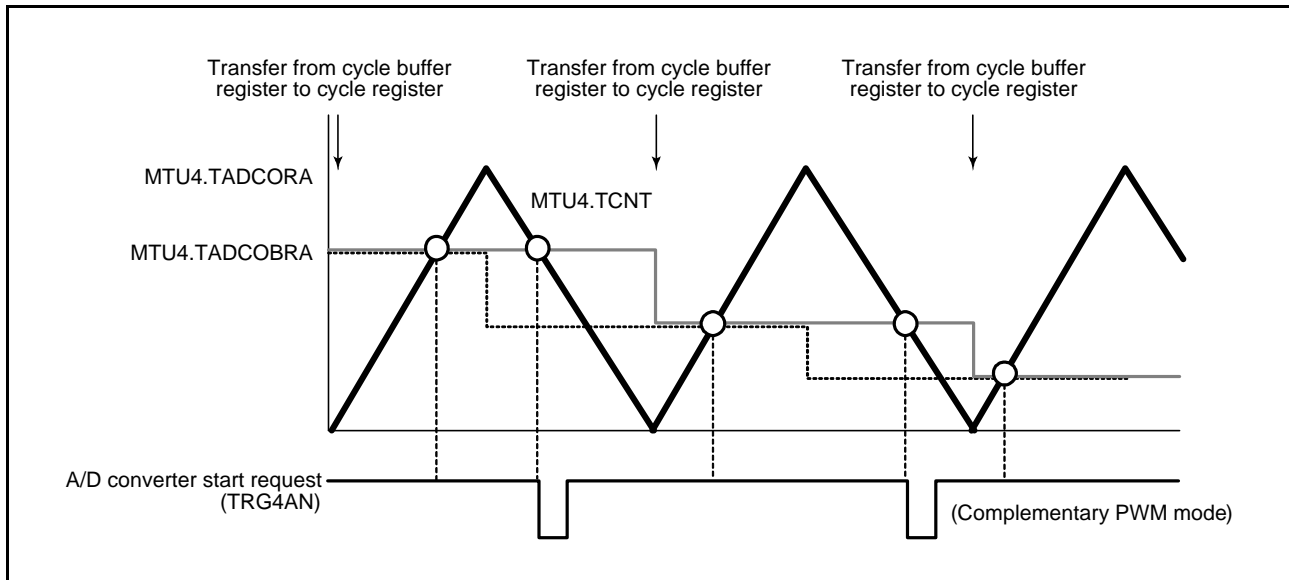 Transfer from cycle buffer
register to cycle register
Transfer from cycle buffer
register to cycle register
Transfer from cycle buffer
register to cycle register
MTU4.TADCORA
MTU4.TCNT
MTU4.TADCOBRA
A/D converter start request
(TRG4AN)
(Complementary PWM mode)